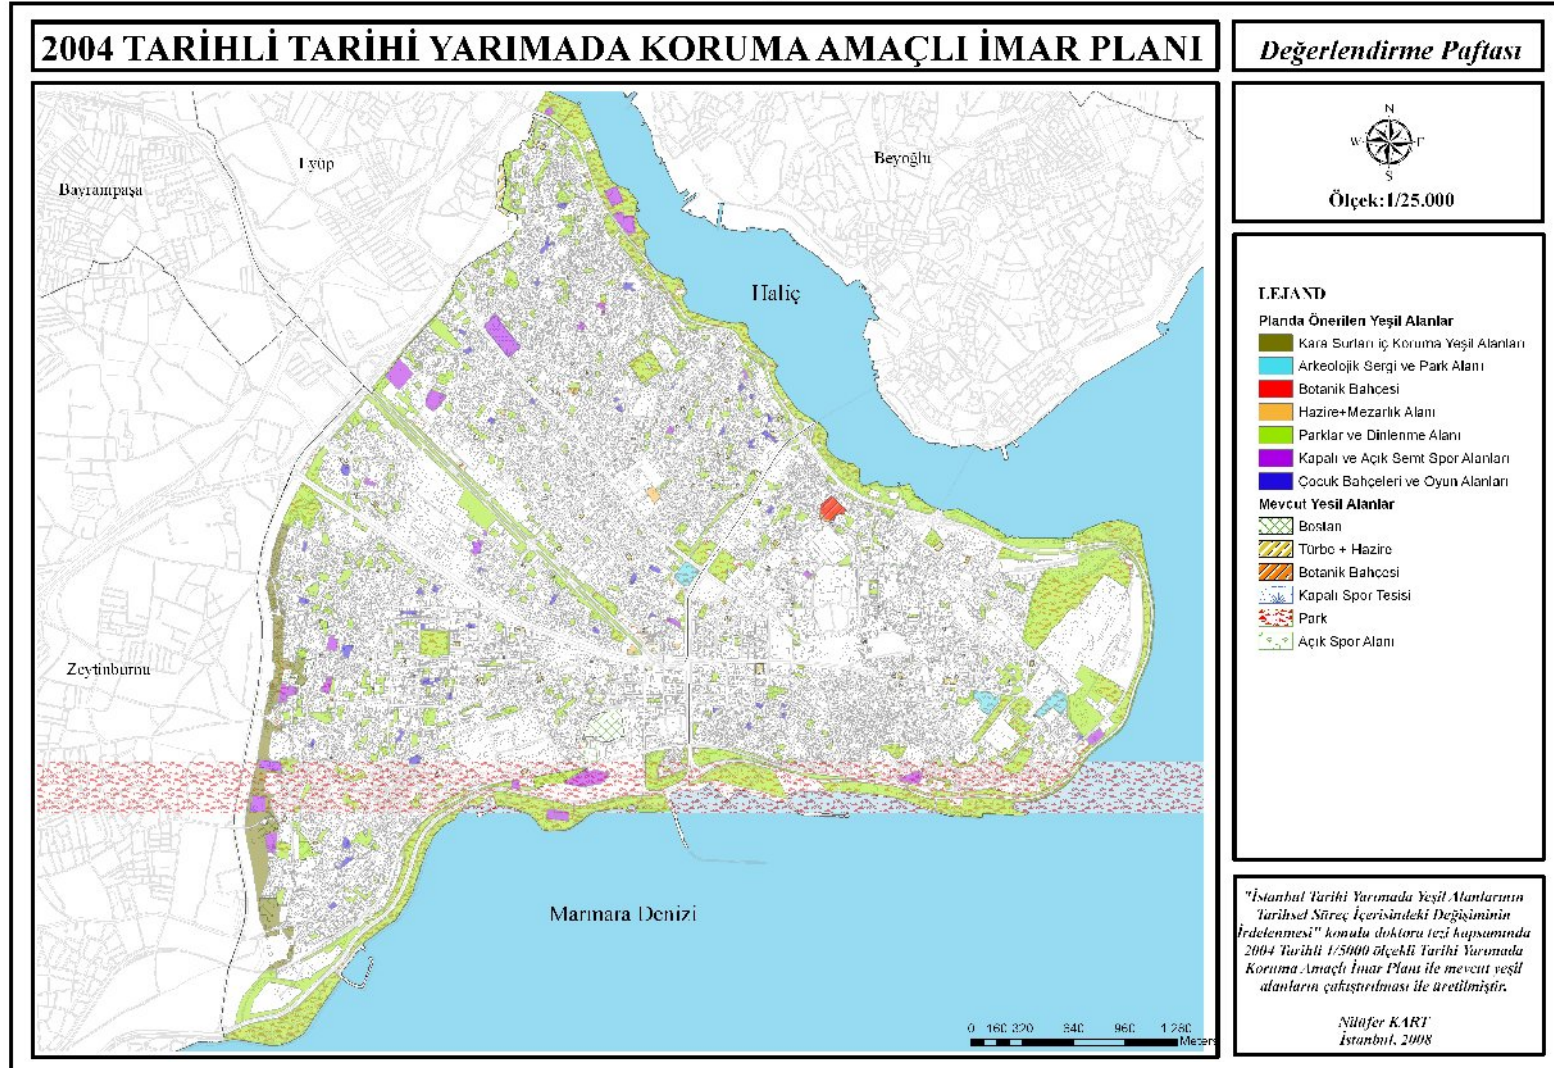 2004 TARİHLİ TARİHİ YARIMADA KORUMA AMAÇLI İMAR PLANI
Değerlendirme Paftası
N
W
S
Ölçek:1/25.000
Eyüp
Bayrampaşa
Beyoğlu
Haliç
Zeytinburnu
Marmara Denizi
0 160 320 640 960 1 280
Meters
LEJAND
Planda Önerilen Yeşil Alanlar
Kara Surları iç Koruma Yeşil Alanları
Arkeolojik Sergi ve Park Alanı
Botanik Bahçesi
Hazire+Mezarlık Alanı
Parklar ve Dinlenme Alanı
Kapalı ve Açık Semt Spor Alanları
Çocuk Bahçeleri ve Oyun Alanları
Mevcut Yesil Alanlar
Bostan
Türbe + Hazire
Botanik Bahçesi
Kapalı Spor Tesisi
Park
Açık Spor Alanı
"İstanbul Tarihi Yarımada Yeşil Alanlarının
Tarihsel Süreç İçerisindeki Değişiminin
İrdelenmesi" konulu doktora tezi kapsamında
2004 Tarihli 1/5000 ölçekli Tarihi Yarımada
Koruma Amaçlı İmar Planı ile mevcut yeşil
alanların çakıştırılması ile üretilmiştir.
Nilüfer KART
İstanbul, 2008